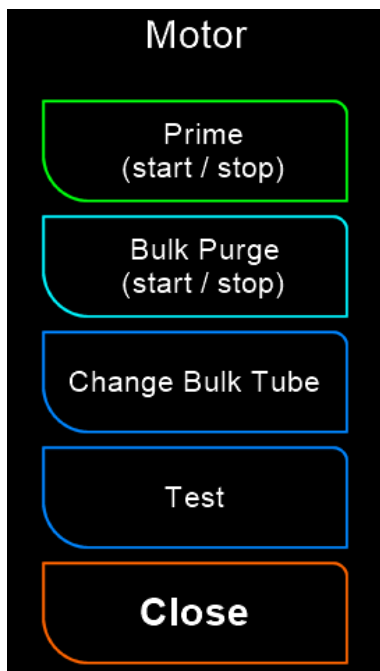 Motor
Prime
(start / stop)
Bulk Purge
(start / stop)
Change Bulk Tube
Test
Close